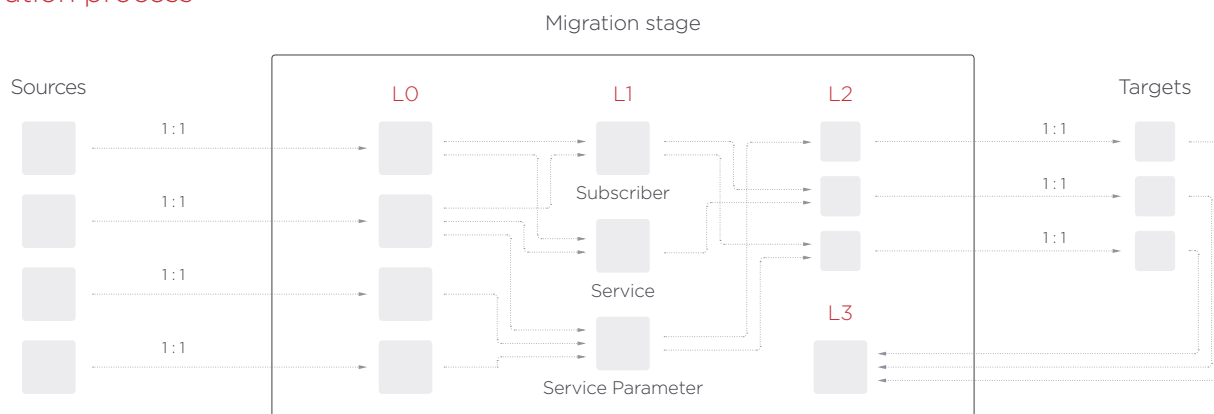 ation process
Migration stage
Sources
L0
L1
L2
Targets
1 : 1
1 : 1
Subscriber
1 : 1
1 : 1
1 : 1
1 : 1
Service
L3
1 : 1
Service Parameter